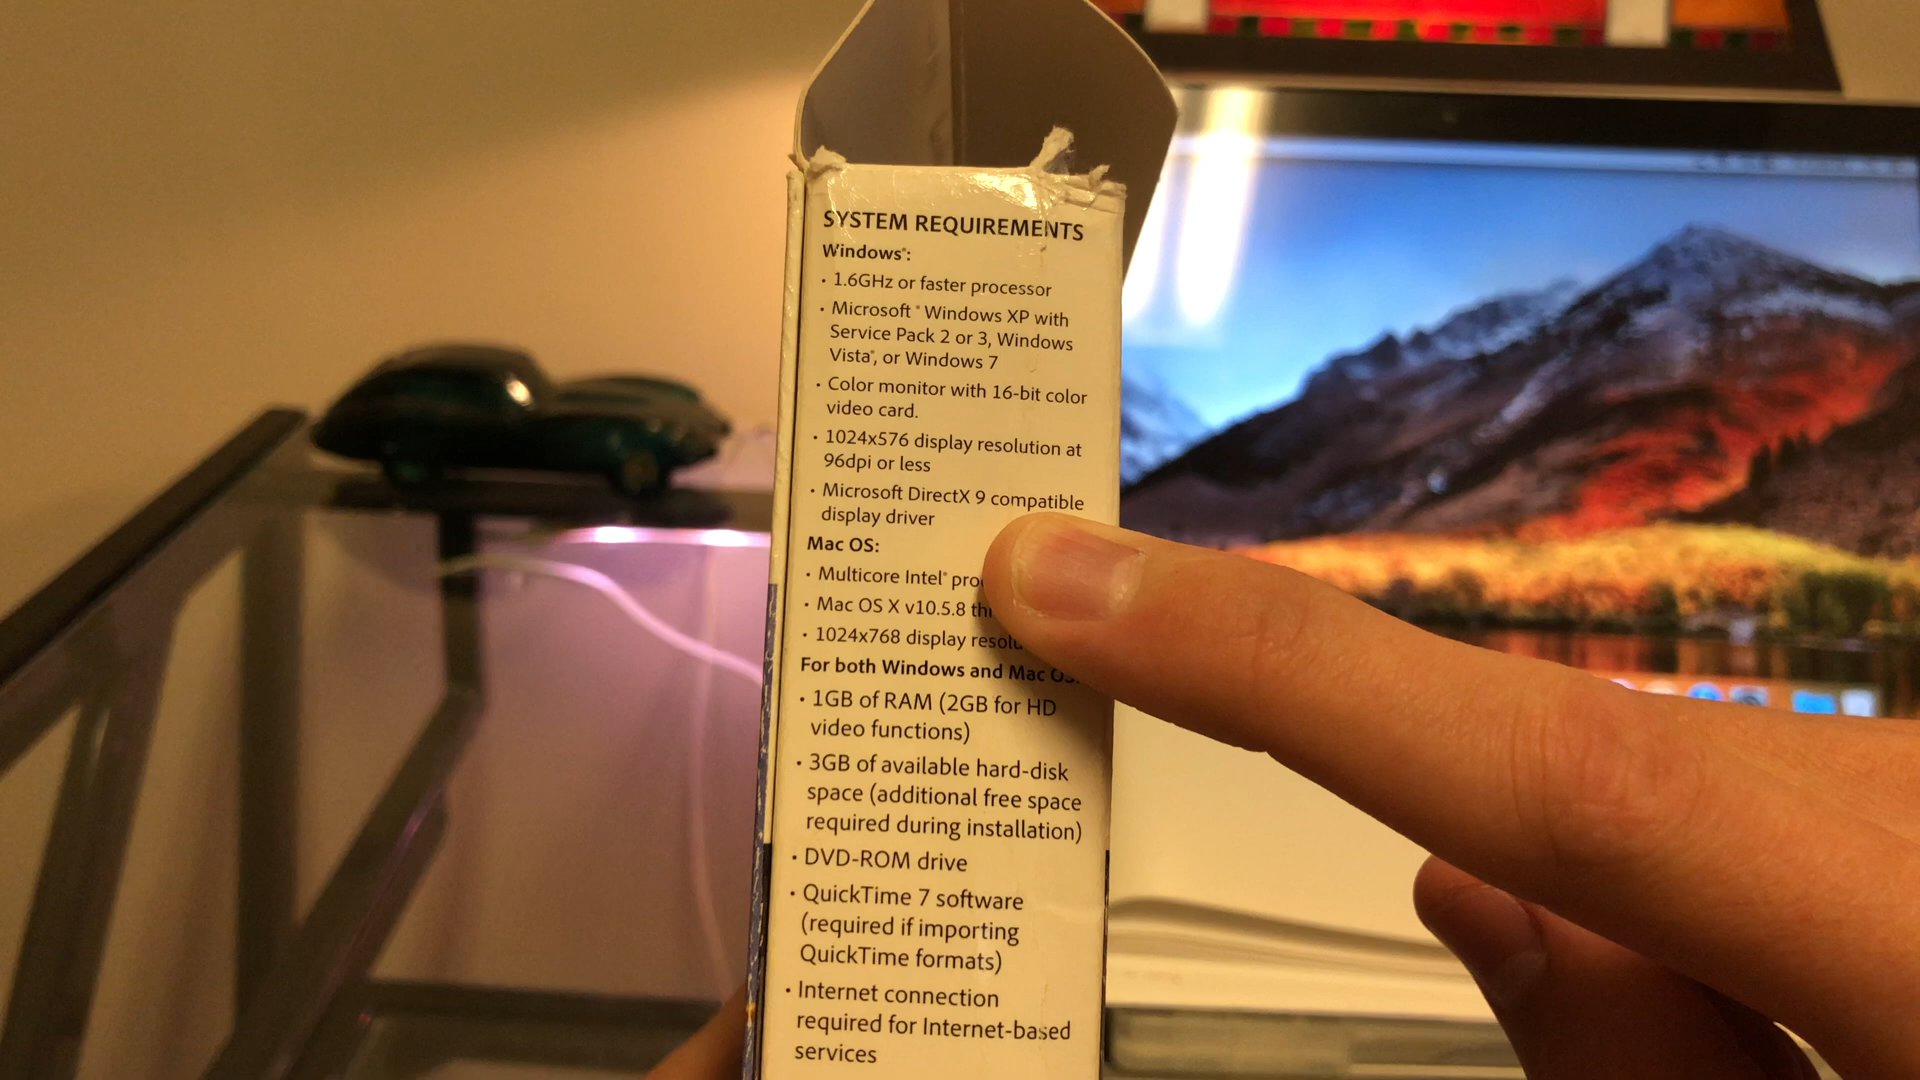 SYSTEM REQUIREMENTS
Windows®:
• 1.6GHz or faster processor
• Microsoft® Windows XP with
Service Pack 2 or 3, Windows
Vista®, or Windows 7
• Color monitor with 16-bit color
video card.
• 1024x576 display resolution at
96dpi or less
• Microsoft DirectX 9 compatible
display driver
Mac OS:
• Multicore Intel®
• Mac OS X v10.5.8
• 1024x768 display
For both Windows and Mac OS:
• 1GB of RAM (2GB for HD
video functions)
• 3GB of available hard-disk
space (additional free space
required during installation)
• DVD-ROM drive
• QuickTime 7 software
(required if importing
QuickTime formats)
• Internet connection
required for Internet-based
services